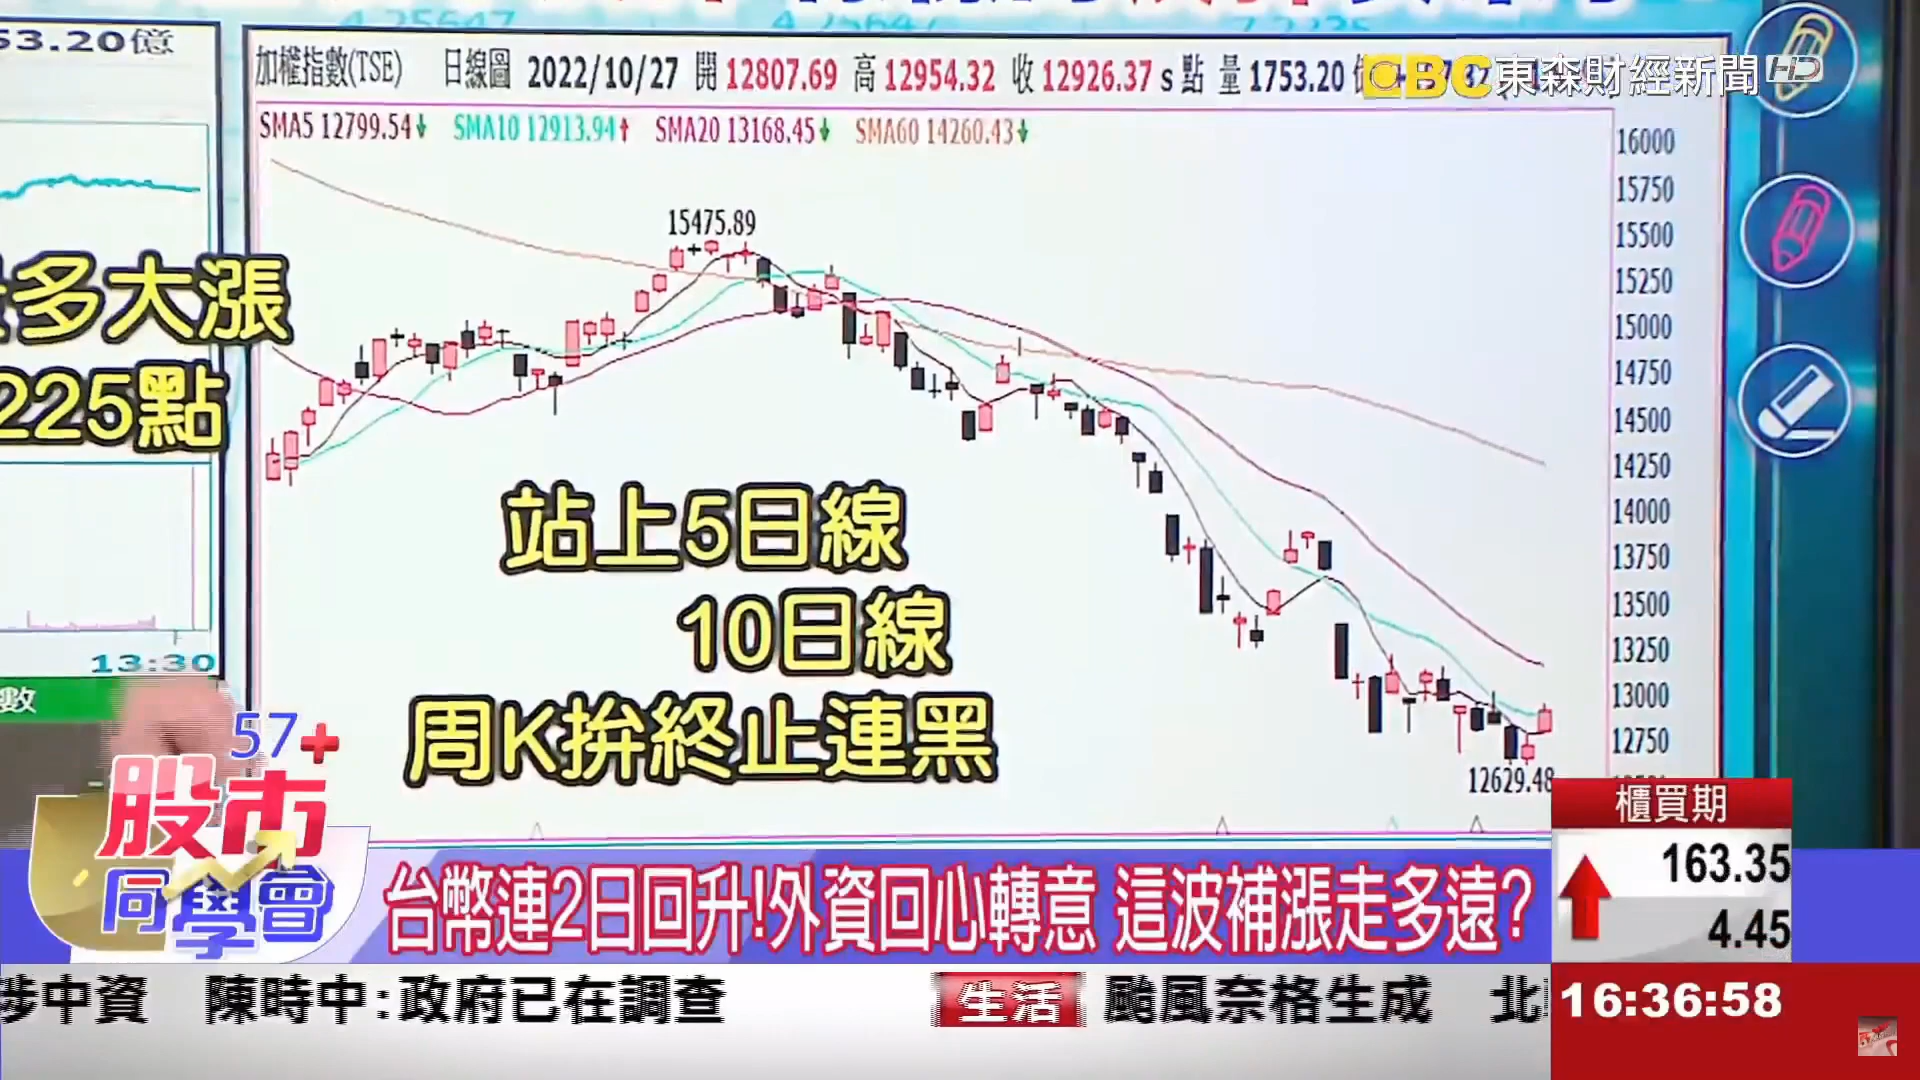 53.20億
加權指數(TSE) 日線圖 2022/10/27 開 12807.69 高 12954.32 收 12926.37 s 點 量 1753.20
EBC 東森財經新聞 HD
SMA5 12799.54↓ SMA10 12913.94↑ SMA20 13168.45↓ SMA60 14260.43↓
16000
15750
15500
15250
15000
14750
14500
14250
14000
13750
13500
13250
13000
12750
15475.89
12629.48
多大漲
225點
站上5日線
10日線
周K拚終止連黑
13:30
數
57+
股市
同學會
台幣連2日回升!外資回心轉意 這波補漲走多遠?
櫃買期
163.35
4.45
涉中資 陳時中:政府已在調查
生活 颱風奈格生成 北
16:36:58